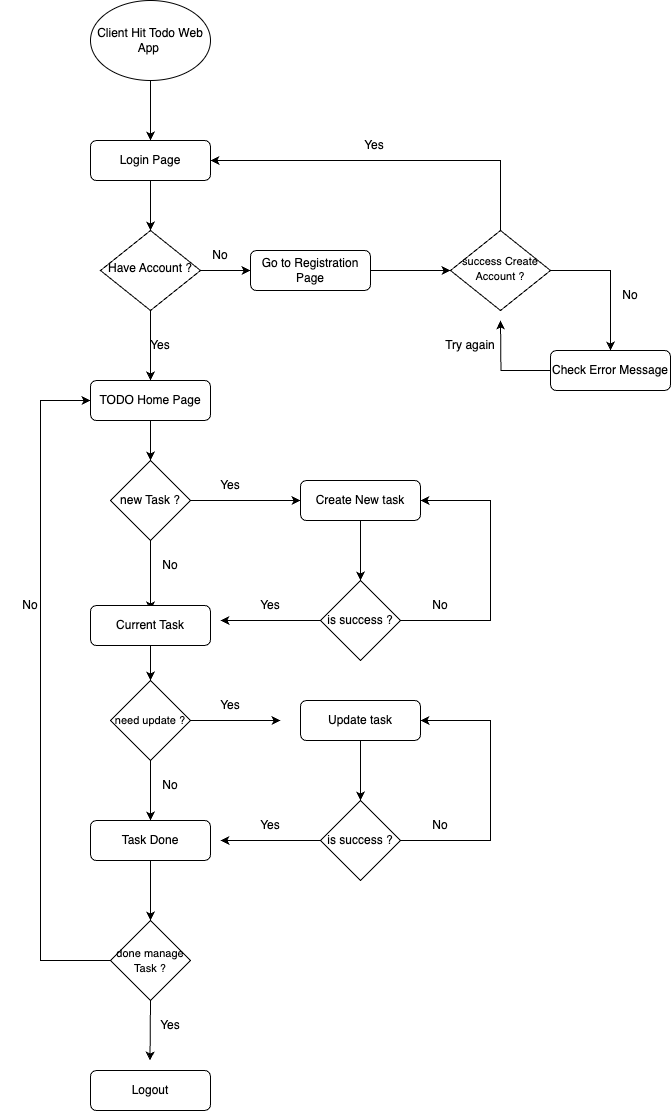 Client Hit Todo Web
App
Yes
Login Page
No
Have Account ?
Go to Registration
Page
success Create
Account ?
No
Yes
Try again
Check Error Message
TODO Home Page
Yes
new Task ?
Create New task
No
No
Yes
is success ?
No
Current Task
Yes
need update ?
Update task
No
Yes
is success ?
No
Task Done
done manage
Task ?
Yes
Logout